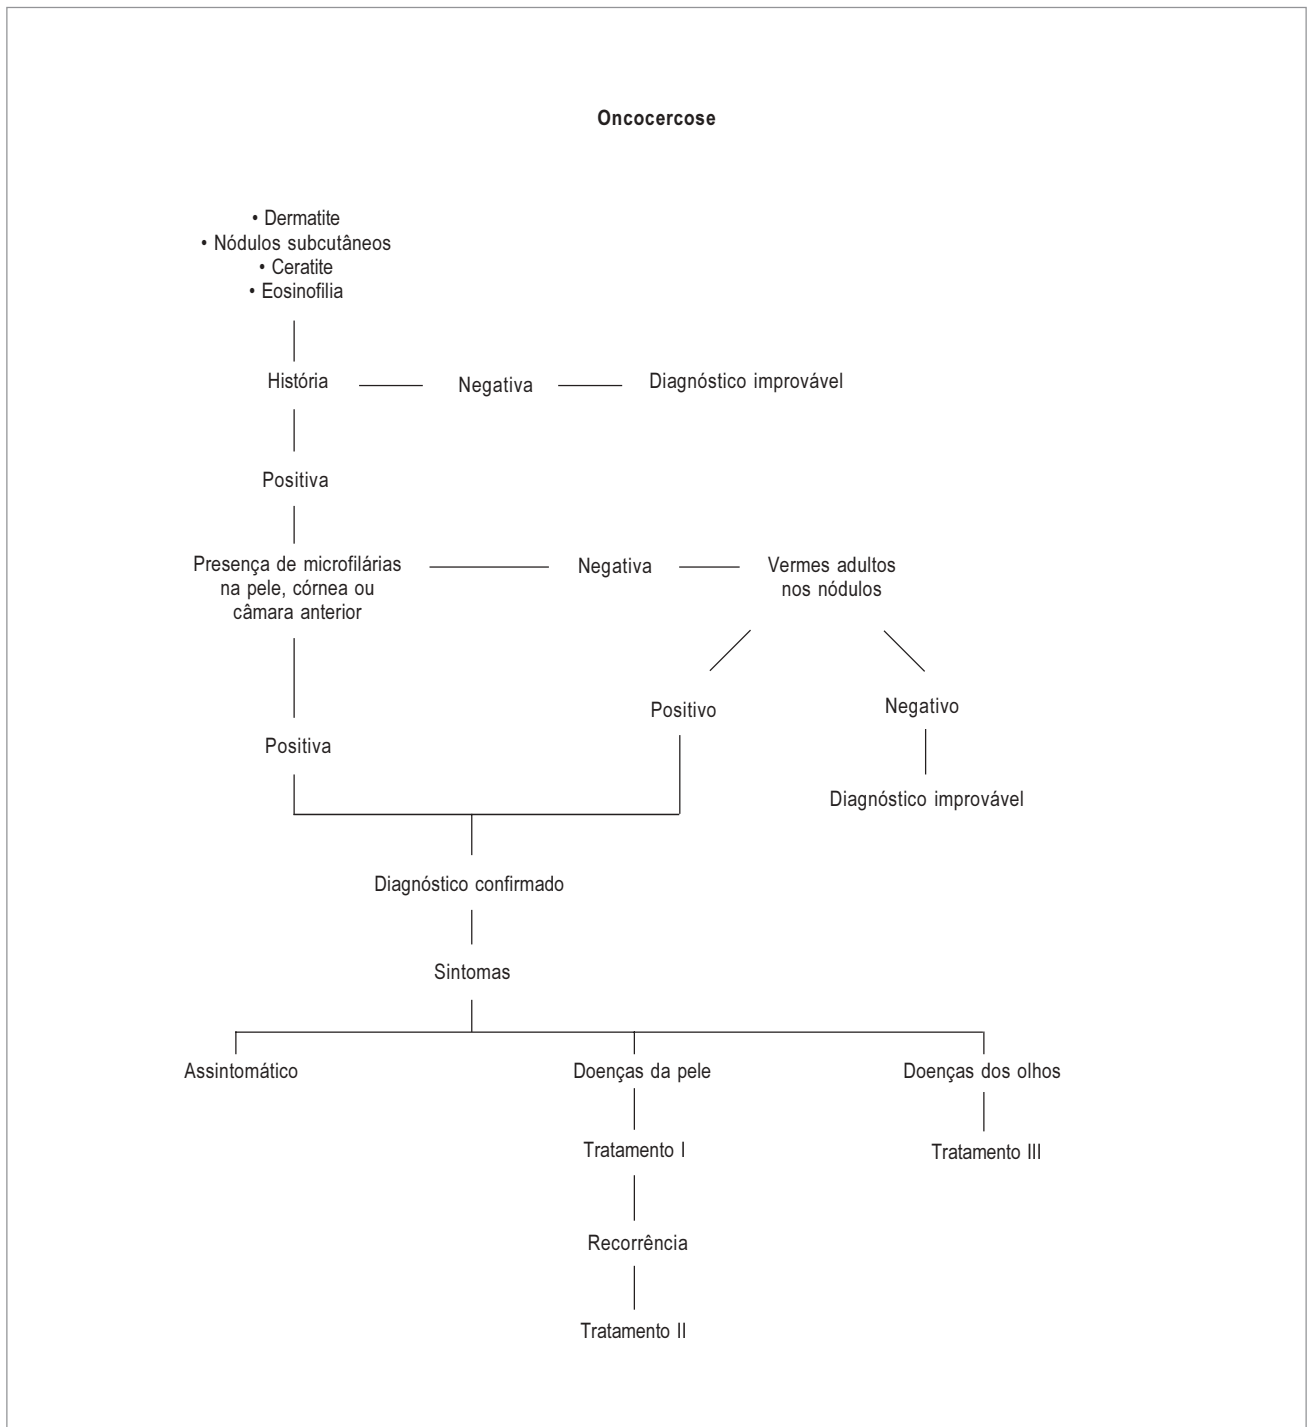 Oncocercose
• Dermatite
• Nódulos subcutâneos
• Ceratite
• Eosinofilia
História
Negativa
Diagnóstico improvável
Positiva
Presença de microfilárias
na pele, córnea ou
câmara anterior
Negativa
Vermes adultos
nos nódulos
Positivo
Negativo
Positiva
Diagnóstico improvável
Diagnóstico confirmado
Sintomas
Assintomático
Doenças da pele
Doenças dos olhos
Tratamento I
Tratamento III
Recorrência
Tratamento II